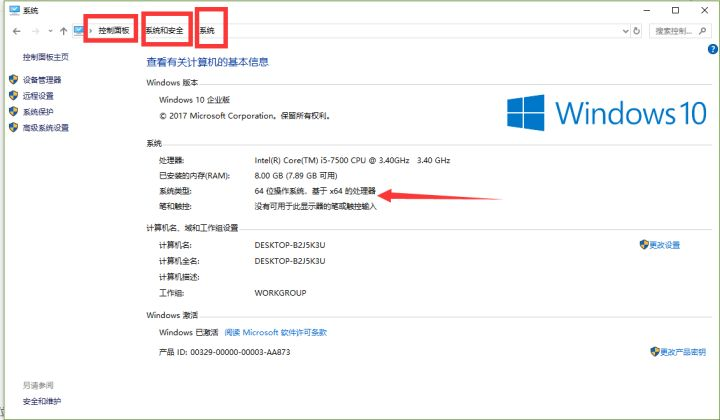 系统
控制面板 系统和安全 系统
搜索控制...
控制面板主页
设备管理器
远程设置
系统保护
高级系统设置
查看有关计算机的基本信息
Windows 版本
Windows 10 企业版
© 2017 Microsoft Corporation。保留所有权利。
Windows 10
系统
处理器: Intel(R) Core(TM) i5-7500 CPU @ 3.40GHz 3.40 GHz
已安装的内存(RAM): 8.00 GB (7.89 GB 可用)
系统类型: 64 位操作系统，基于 x64 的处理器
笔和触控: 没有可用于此显示器的笔或触控输入
计算机名、域和工作组设置
计算机名: DESKTOP-B2J5K3U
更改设置
计算机全名: DESKTOP-B2J5K3U
计算机描述:
工作组: WORKGROUP
Windows 激活
Windows 已激活 阅读 Microsoft 软件许可条款
产品 ID: 00329-00000-00003-AA873
更改产品密钥
另请参阅
安全和维护